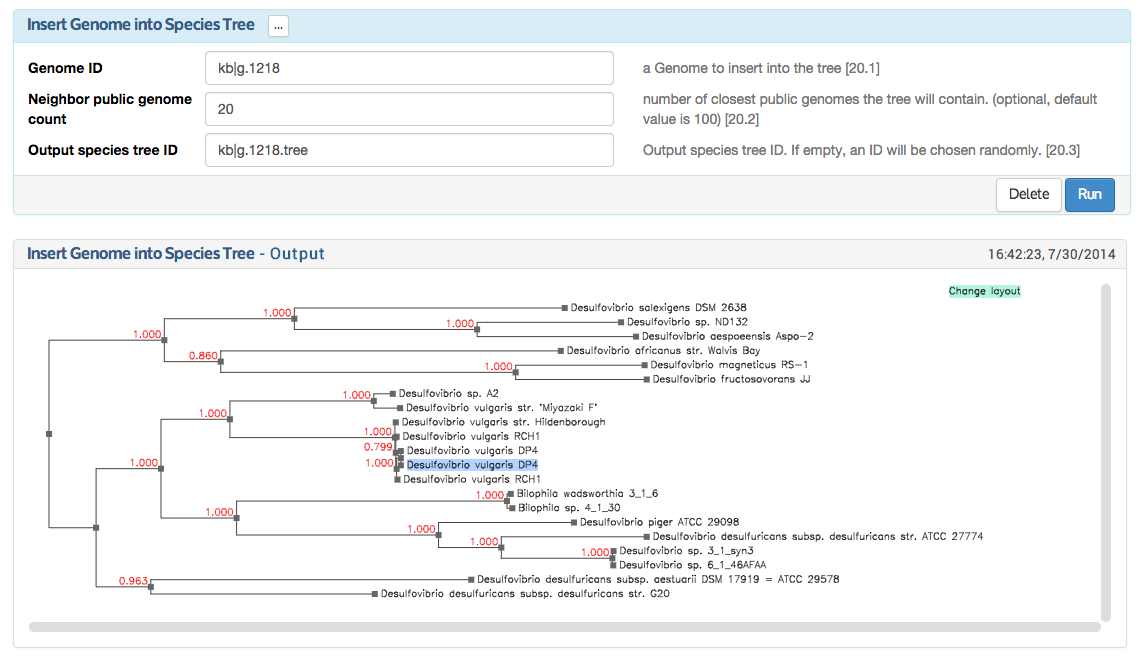 Insert Genome into Species Tree ...
Genome ID kb|g.1218 a Genome to insert into the tree [20.1]
Neighbor public genome count 20 number of closest public genomes the tree will contain. (optional, default value is 100) [20.2]
Output species tree ID kb|g.1218.tree Output species tree ID. If empty, an ID will be chosen randomly. [20.3]
Delete Run
Insert Genome into Species Tree - Output 16:42:23, 7/30/2014
Change layout
1.000 Desulfovibrio salexigens DSM 2638
1.000 Desulfovibrio sp. ND132
1.000 Desulfovibrio aespoeensis Aspo-2
0.860 Desulfovibrio africanus str. Walvis Bay
1.000 Desulfovibrio magneticus RS-1
Desulfovibrio fructosovorans JJ
1.000 Desulfovibrio sp. A2
1.000 Desulfovibrio vulgaris str. 'Miyazaki F'
Desulfovibrio vulgaris str. Hildenborough
1.000 Desulfovibrio vulgaris RCH1
0.799 Desulfovibrio vulgaris DP4
1.000 1.000 Desulfovibrio vulgaris DP4
Desulfovibrio vulgaris RCH1
1.000 Bilophila wadsworthia 3_1_6
1.000 Bilophila sp. 4_1_30
1.000 Desulfovibrio piger ATCC 29098
1.000 Desulfovibrio desulfuricans subsp. desulfuricans str. ATCC 27774
1.000 Desulfovibrio sp. 3_1_syn3
Desulfovibrio sp. 6_1_46AFAA
0.963 Desulfovibrio desulfuricans subsp. aestuarii DSM 17919 = ATCC 29578
Desulfovibrio desulfuricans subsp. desulfuricans str. G20